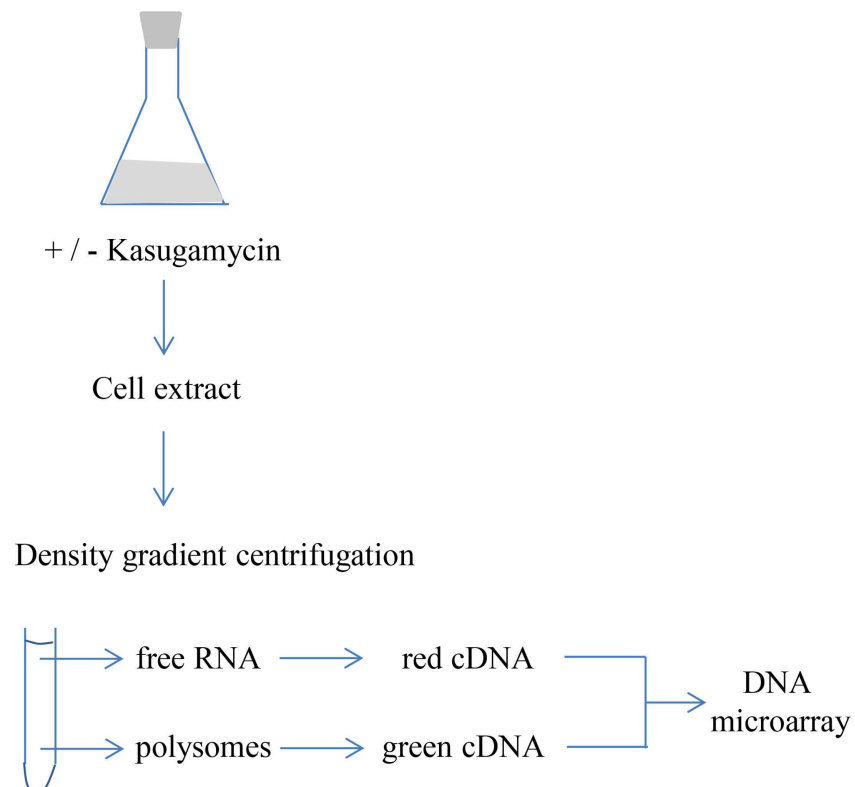 + / - Kasugamycin
Cell extract
Density gradient centrifugation
free RNA
red cDNA
polysomes
green cDNA
DNA
microarray